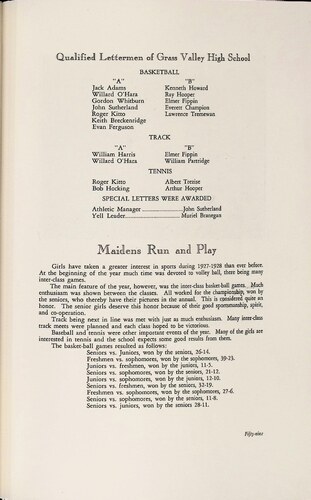 Qualified Lettermen of Grass Valley High School
BASKETBALL
"A" "B"
Jack Adams Kenneth Howard
Willard O'Hara Ray Hooper
Gordon Whitburn Elmer Fippin
John Sutherland Everett Champion
Roger Kitto Lawrence Trenewan
Keith Breckenridge
Evan Ferguson
TRACK
"A" "B"
William Harris Elmer Fippin
Willard O'Hara William Partridge
TENNIS
Roger Kitto Albert Tretise
Bob Hocking Arthur Hooper
SPECIAL LETTERS WERE AWARDED
Athletic Manager John Sutherland
Yell Leader Muriel Branegan
Maidens Run and Play
Girls have taken a greater interest in sports during 1927-1928 than ever before.
At the beginning of the year much time was devoted to volley ball, there being many
inter-class games.
The main feature of the year, however, was the inter-class basket-ball games. Much
enthusiasm was shown between the classes. All worked for the championship, won by
the seniors, who thereby have their pictures in the annual. This is considered quite an
honor. The senior girls deserve this honor because of their good sportsmanship, spirit,
and co-operation.
Track being next in line was met with just as much enthusiasm. Many inter-class
track meets were planned and each class hoped to be victorious.
Baseball and tennis were other important events of the year. Many of the girls are
interested in tennis and the school expects some good results from them.
The basket-ball games resulted as follows:
Seniors vs. Juniors, won by the seniors, 26-14.
Freshmen vs. sophomores, won by the sophomores, 39-23.
Juniors vs. freshmen, won by the juniors, 11-5.
Seniors vs. sophomores, won by the seniors, 21-12.
Juniors vs. sophomores, won by the juniors, 12-10.
Seniors vs. freshmen, won by the seniors, 32-19.
Freshmen vs. sophomores, won by the sophomores, 27-6.
Seniors vs. sophomores, won by the seniors, 11-8.
Seniors vs. juniors, won by the seniors 28-11.
Fifty-nine